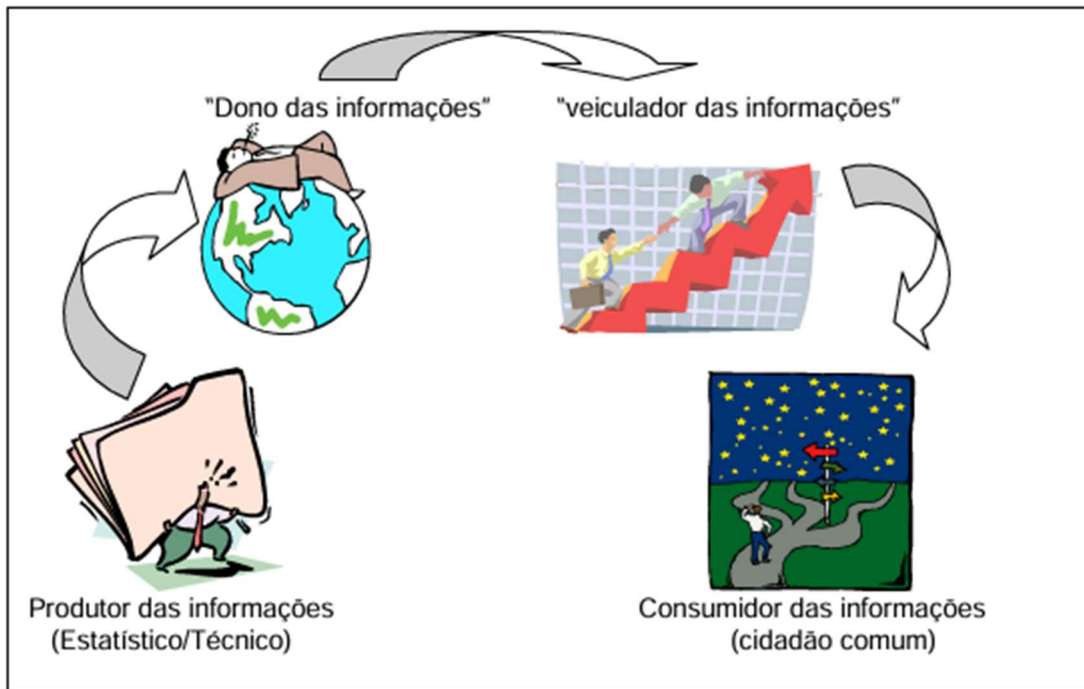 "Dono das informações"
"veiculador das informações"
Produtor das informações
(Estatístico/Técnico)
Consumidor das informações
(cidadão comum)